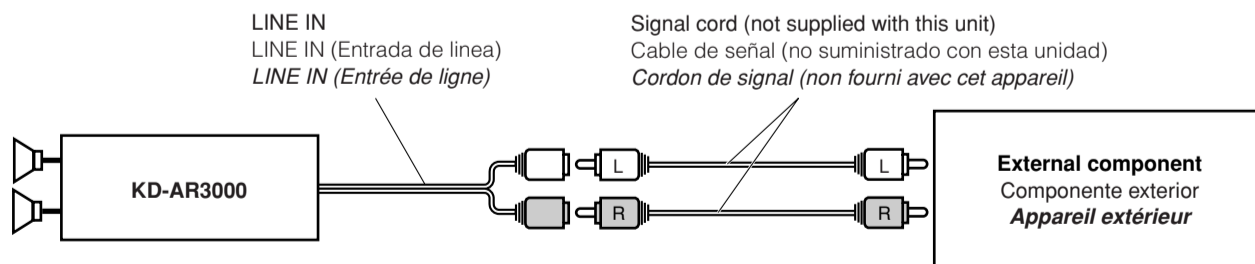 LINE IN
LINE IN (Entrada de linea)
LINE IN (Entrée de ligne)
Signal cord (not supplied with this unit)
Cable de señal (no suministrado con esta unidad)
Cordon de signal (non fourni avec cet appareil)
KD-AR3000
L
L
R
R
External component
Componente exterior
Appareil extérieur